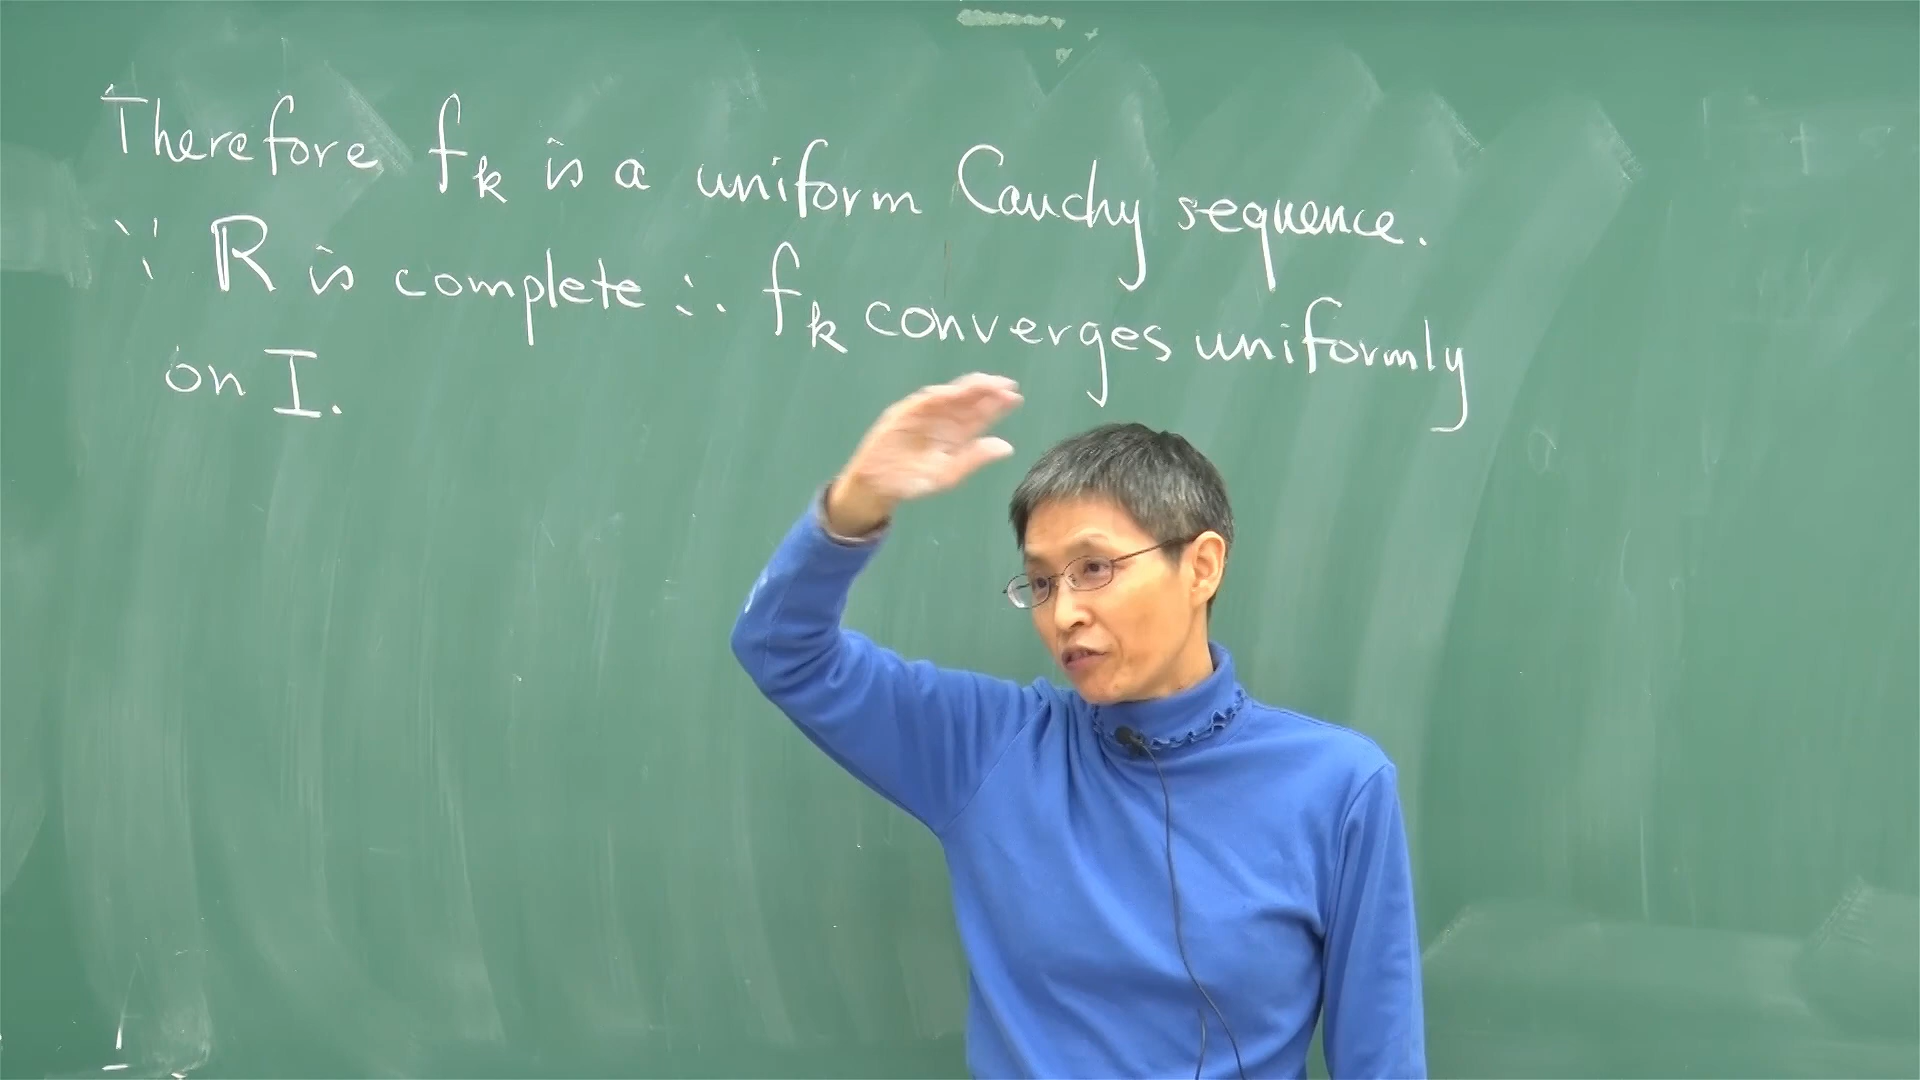 Therefore fk is a uniform Cauchy sequence.
∵ ℝ is complete ∴ fk converges uniformly
on I.